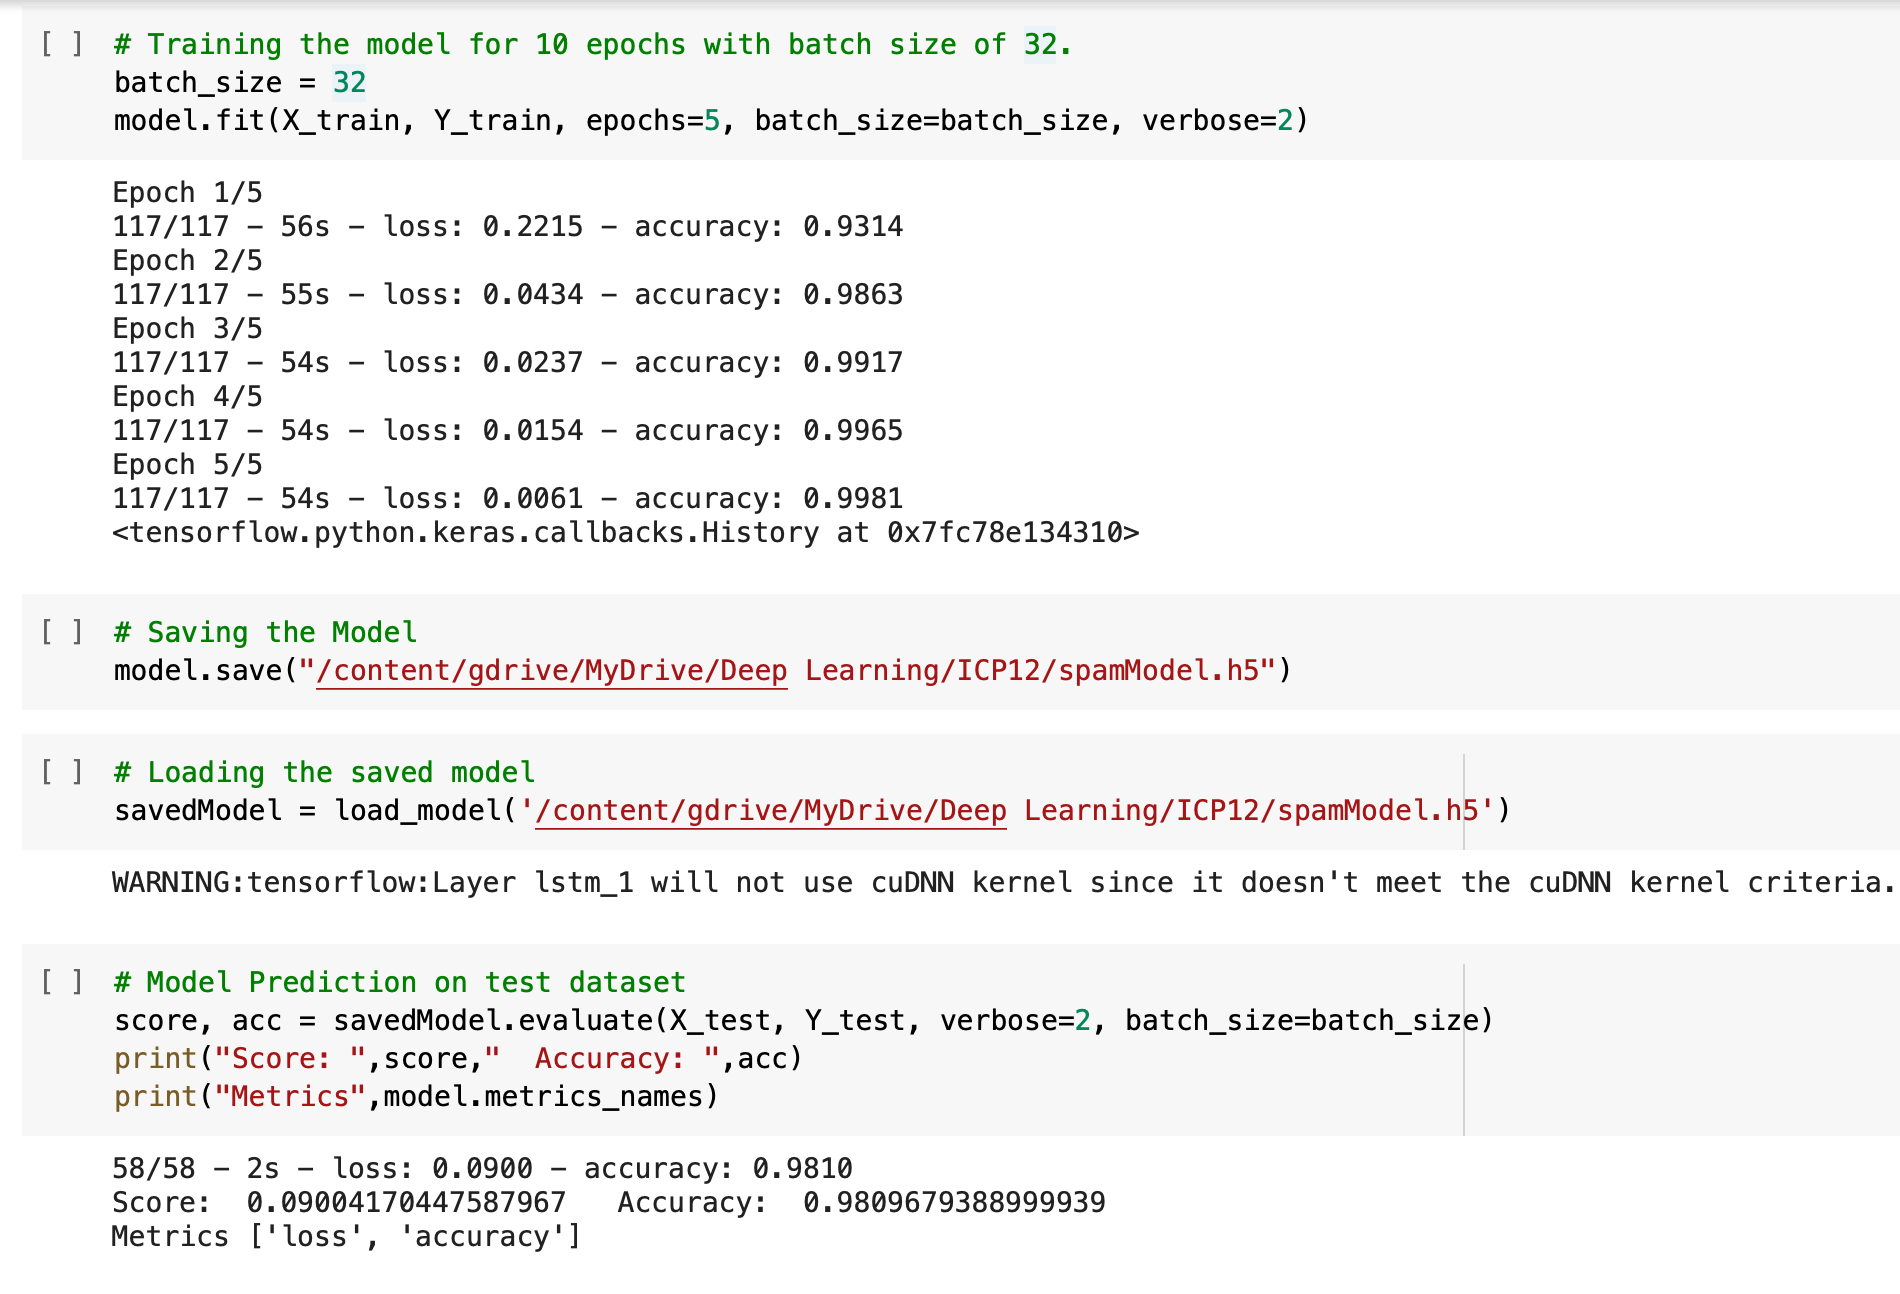 [ ] # Training the model for 10 epochs with batch size of 32.
batch_size = 32
model.fit(X_train, Y_train, epochs=5, batch_size=batch_size, verbose=2)
Epoch 1/5
117/117 - 56s - loss: 0.2215 - accuracy: 0.9314
Epoch 2/5
117/117 - 55s - loss: 0.0434 - accuracy: 0.9863
Epoch 3/5
117/117 - 54s - loss: 0.0237 - accuracy: 0.9917
Epoch 4/5
117/117 - 54s - loss: 0.0154 - accuracy: 0.9965
Epoch 5/5
117/117 - 54s - loss: 0.0061 - accuracy: 0.9981
<tensorflow.python.keras.callbacks.History at 0x7fc78e134310>
[ ] # Saving the Model
model.save("/content/gdrive/MyDrive/Deep Learning/ICP12/spamModel.h5")
[ ] # Loading the saved model
savedModel = load_model('/content/gdrive/MyDrive/Deep Learning/ICP12/spamModel.h5')
WARNING:tensorflow:Layer lstm_1 will not use cuDNN kernel since it doesn't meet the cuDNN kernel criteria.
[ ] # Model Prediction on test dataset
score, acc = savedModel.evaluate(X_test, Y_test, verbose=2, batch_size=batch_size)
print("Score: ",score,"  Accuracy: ",acc)
print("Metrics",model.metrics_names)
58/58 - 2s - loss: 0.0900 - accuracy: 0.9810
Score:  0.09004170447587967   Accuracy:  0.9809679388999939
Metrics ['loss', 'accuracy']